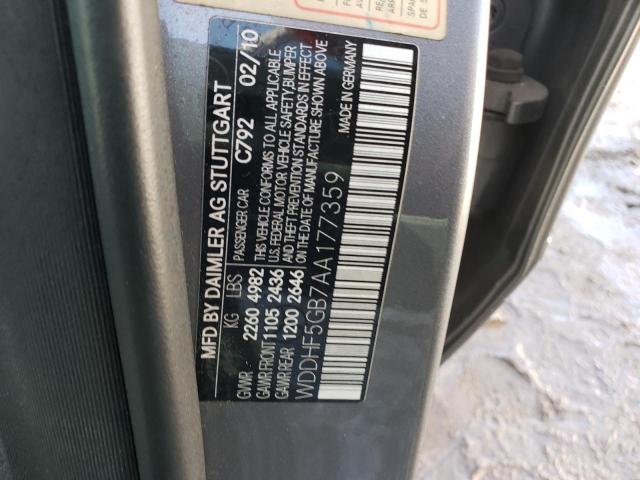 MFD BY DAIMLER AG STUTTGART
KG LBS PASSENGER CAR C792 02/10
GVWR 2260 4982 THIS VEHICLE CONFORMS TO ALL APPLICABLE
GAWR FRONT 1105 2436 U.S. FEDERAL MOTOR VEHICLE SAFETY, BUMPER
GAWR REAR 1200 2646 AND THEFT PREVENTION STANDARDS IN EFFECT
ON THE DATE OF MANUFACTURE SHOWN ABOVE
WDDHF5GB7AA177359 MADE IN GERMANY